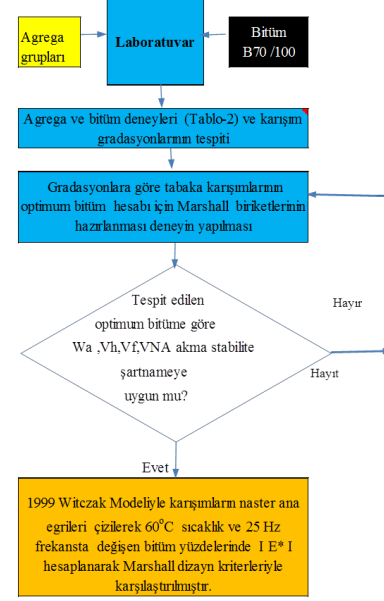 Agrega
grupları
Laboratuvar
Bitüm
B70 /100
Agrega ve bitüm deneyleri (Tablo-2) ve karışım
gradasyonlarının tespiti
Gradasyonlara göre tabaka karışımlarının
optimum bitüm hesabı için Marshall biriketlerinin
hazırlanması deneyin yapılması
Tespit edilen
optimum bitüme göre
Wa ,Vh,Vf,VNA akma stabilite
şartnameye
uygun mu?
Hayır
Hayıt
Evet
1999 Witczak Modeliyle karışımların naster ana
egrileri çizilerek 60⁰C sıcaklık ve 25 Hz
frekansta değişen bitüm yüzdelerinde I E* I
hesaplanarak Marshall dizayn kriterleriyle
karşılaştırılmıştır.